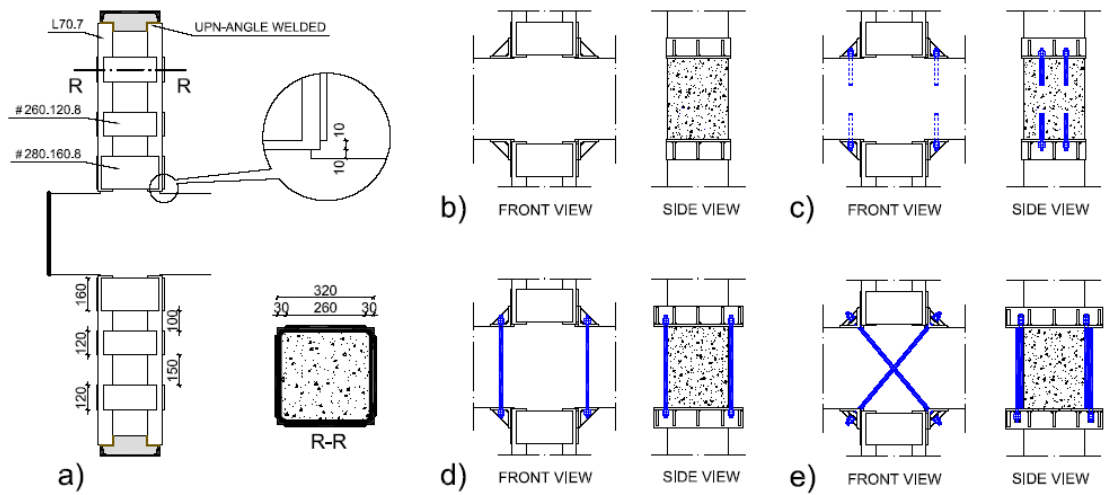 L70.7
UPN-ANGLE WELDED
R
R
#260.120.8
#280.160.8
10
10
160
120
120
100
150
320
30
260
30
R-R
a)
b)
FRONT VIEW
SIDE VIEW
c)
FRONT VIEW
SIDE VIEW
d)
FRONT VIEW
SIDE VIEW
e)
FRONT VIEW
SIDE VIEW